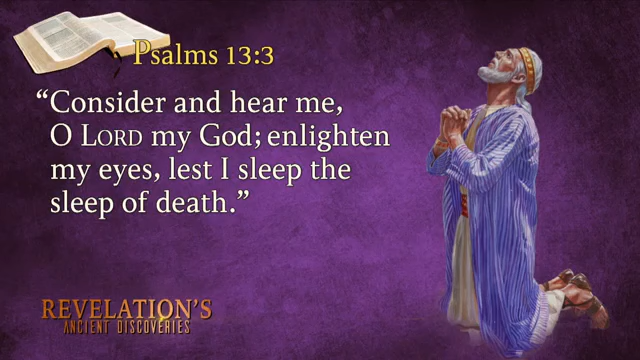 Psalms 13:3
“Consider and hear me,
O LORD my God; enlighten
my eyes, lest I sleep the
sleep of death.”
REVELATION'S
ANCIENT DISCOVERIES